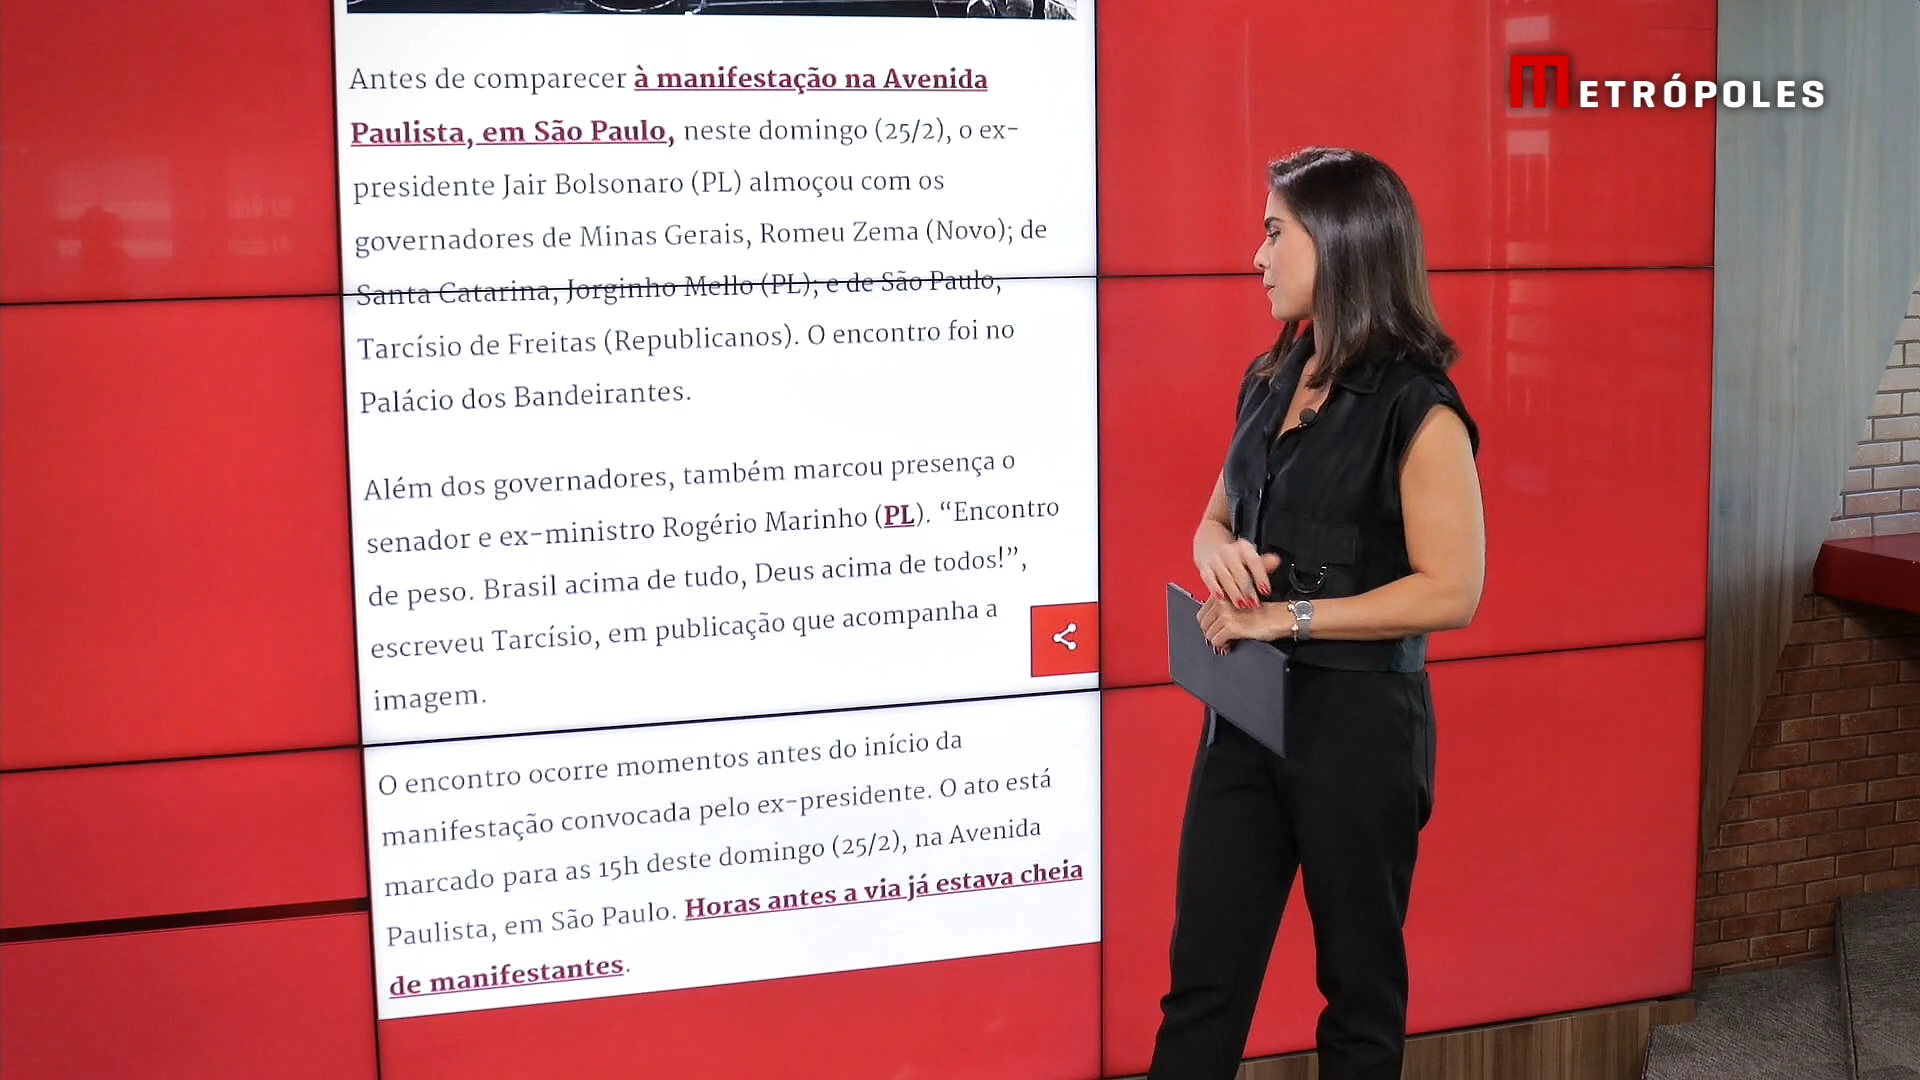 METRÓPOLES
Antes de comparecer à manifestação na Avenida
Paulista, em São Paulo, neste domingo (25/2), o ex-
presidente Jair Bolsonaro (PL) almoçou com os
governadores de Minas Gerais, Romeu Zema (Novo); de
Santa Catarina, Jorginho Mello (PL); e de São Paulo,
Tarcísio de Freitas (Republicanos). O encontro foi no
Palácio dos Bandeirantes.
Além dos governadores, também marcou presença o
senador e ex-ministro Rogério Marinho (PL). “Encontro
de peso. Brasil acima de tudo, Deus acima de todos!”,
escreveu Tarcísio, em publicação que acompanha a
imagem.
O encontro ocorre momentos antes do início da
manifestação convocada pelo ex-presidente. O ato está
marcado para as 15h deste domingo (25/2), na Avenida
Paulista, em São Paulo. Horas antes a via já estava cheia
de manifestantes.